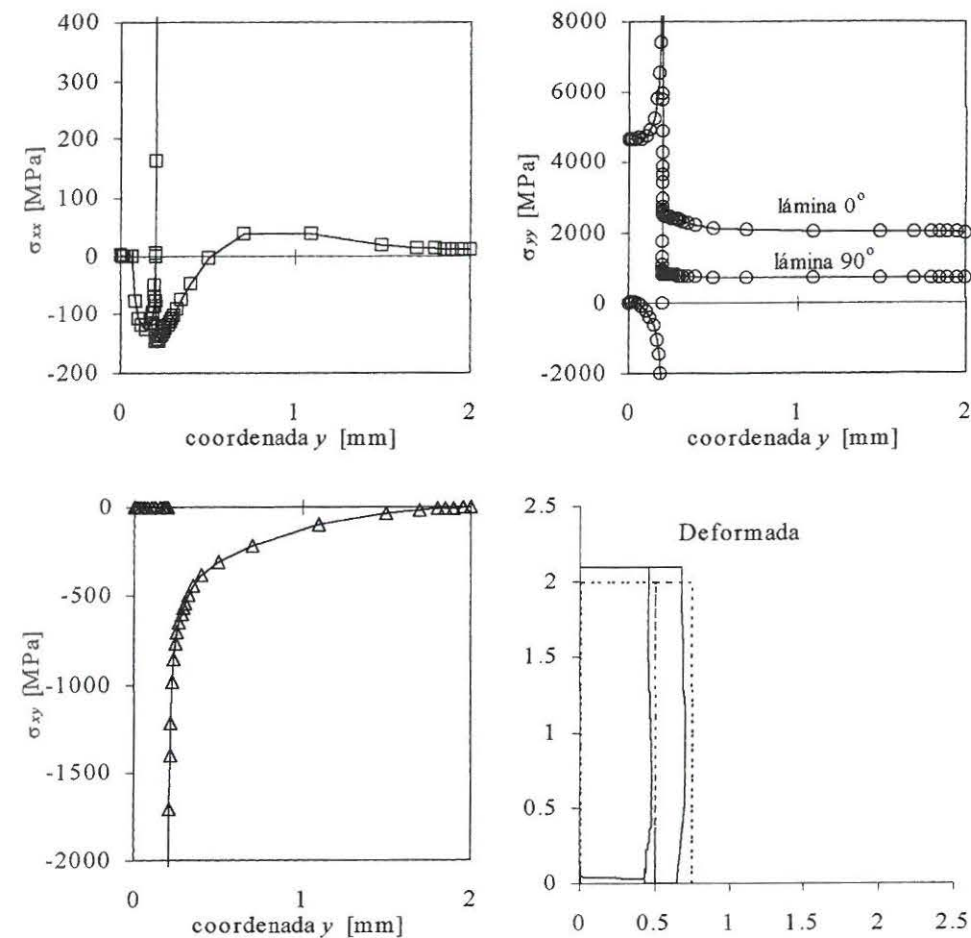 400
300
200
100
0
-100
-200
σxx [MPa]
0 1 2
coordenada y [mm]
8000
6000
4000
2000
0
-2000
σyy [MPa]
lámina 0°
lámina 90°
0 1 2
coordenada y [mm]
0
-500
-1000
-1500
-2000
σxy [MPa]
0 1 2
coordenada y [mm]
2.5
2
1.5
1
0.5
0
Deformada
0 0.5 1 1.5 2 2.5